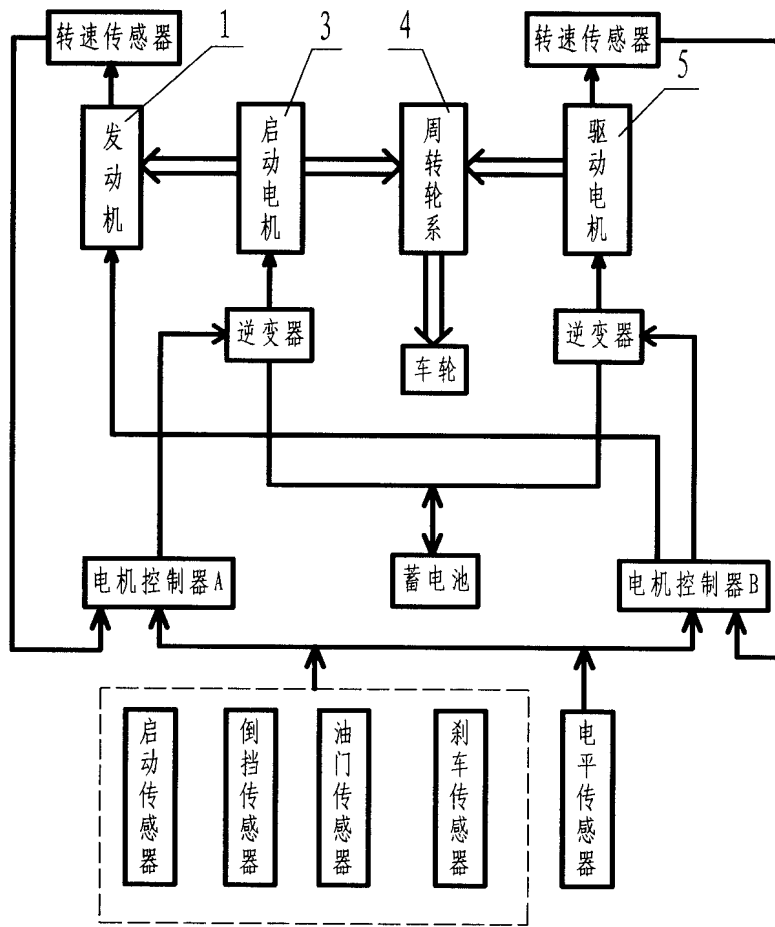 转速传感器
3
4
转速传感器
1
5
发动机
启动电机
周转轮系
驱动电机
逆变器
逆变器
车轮
电机控制器A
蓄电池
电机控制器B
启动传感器
倒挡传感器
油门传感器
刹车传感器
电平传感器